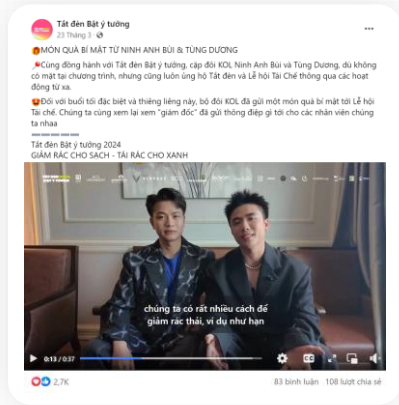 Tắt đèn Bật ý tưởng
23 Tháng 3
MÓN QUÀ BÍ MẬT TỪ NINH ANH BÙI & TÙNG DƯƠNG
Cùng đồng hành với Tắt đèn Bật ý tưởng, cặp đôi KOL Ninh Anh Bùi và Tùng Dương, dù không
có mặt tại chương trình, nhưng cũng luôn ủng hộ Tắt đèn và Lễ hội Tái Chế thông qua các hoạt
động từ xa.
Đối với buổi tối đặc biệt và thiêng liêng này, bộ đôi KOL đã gửi một món quà bí mật tới Lễ hội
Tái chế. Chúng ta cùng xem lại xem "giám đốc" đã gửi thông điệp gì tới cho các nhân viên chúng
ta nhaa
Tắt đèn Bật ý tưởng 2024
GIẢM RÁC CHO SẠCH - TÁI RÁC CHO XANH
chúng ta có rất nhiều cách để
giảm rác thải, ví dụ như hạn
0:13 / 0:37
2,7K
83 bình luận 108 lượt chia sẻ